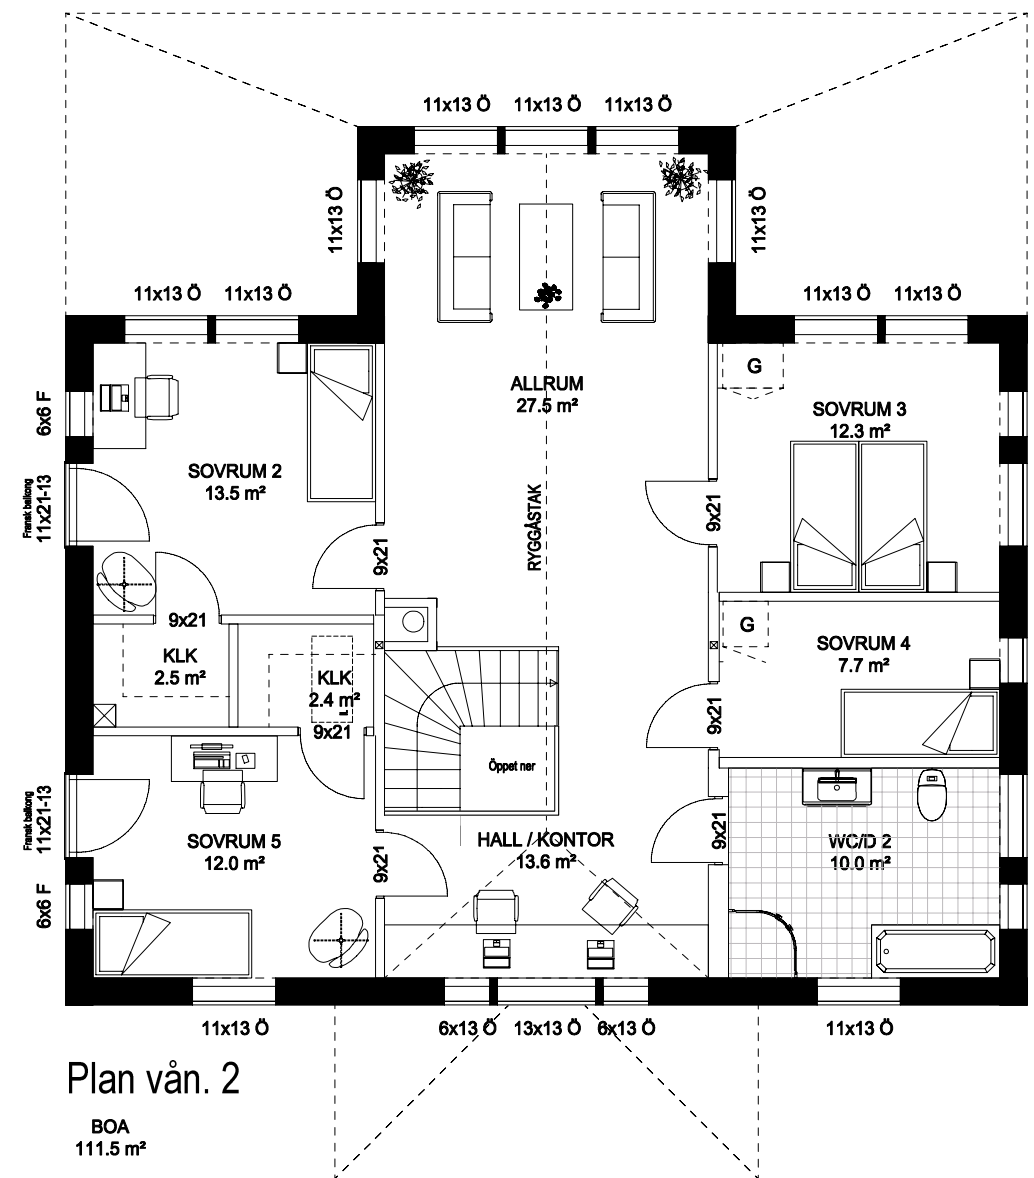 11x13 Ö
11x13 Ö
11x13 Ö
11x13 Ö
11x13 Ö
11x13 Ö
11x13 Ö
11x13 Ö
11x13 Ö
6x6 F
Fransk balkong
11x21-13
SOVRUM 2
13.5 m²
9x21
9x21
ALLRUM
27.5 m²
RYGGÅSTAK
G
SOVRUM 3
12.3 m²
9x21
KLK
2.5 m²
KLK
2.4 m²
9x21
G
SOVRUM 4
7.7 m²
9x21
Öppet ner
Fransk balkong
11x21-13
6x6 F
SOVRUM 5
12.0 m²
9x21
HALL / KONTOR
13.6 m²
9x21
WC/D 2
10.0 m²
11x13 Ö
6x13 Ö
13x13 Ö
6x13 Ö
11x13 Ö
Plan vån. 2
BOA
111.5 m²